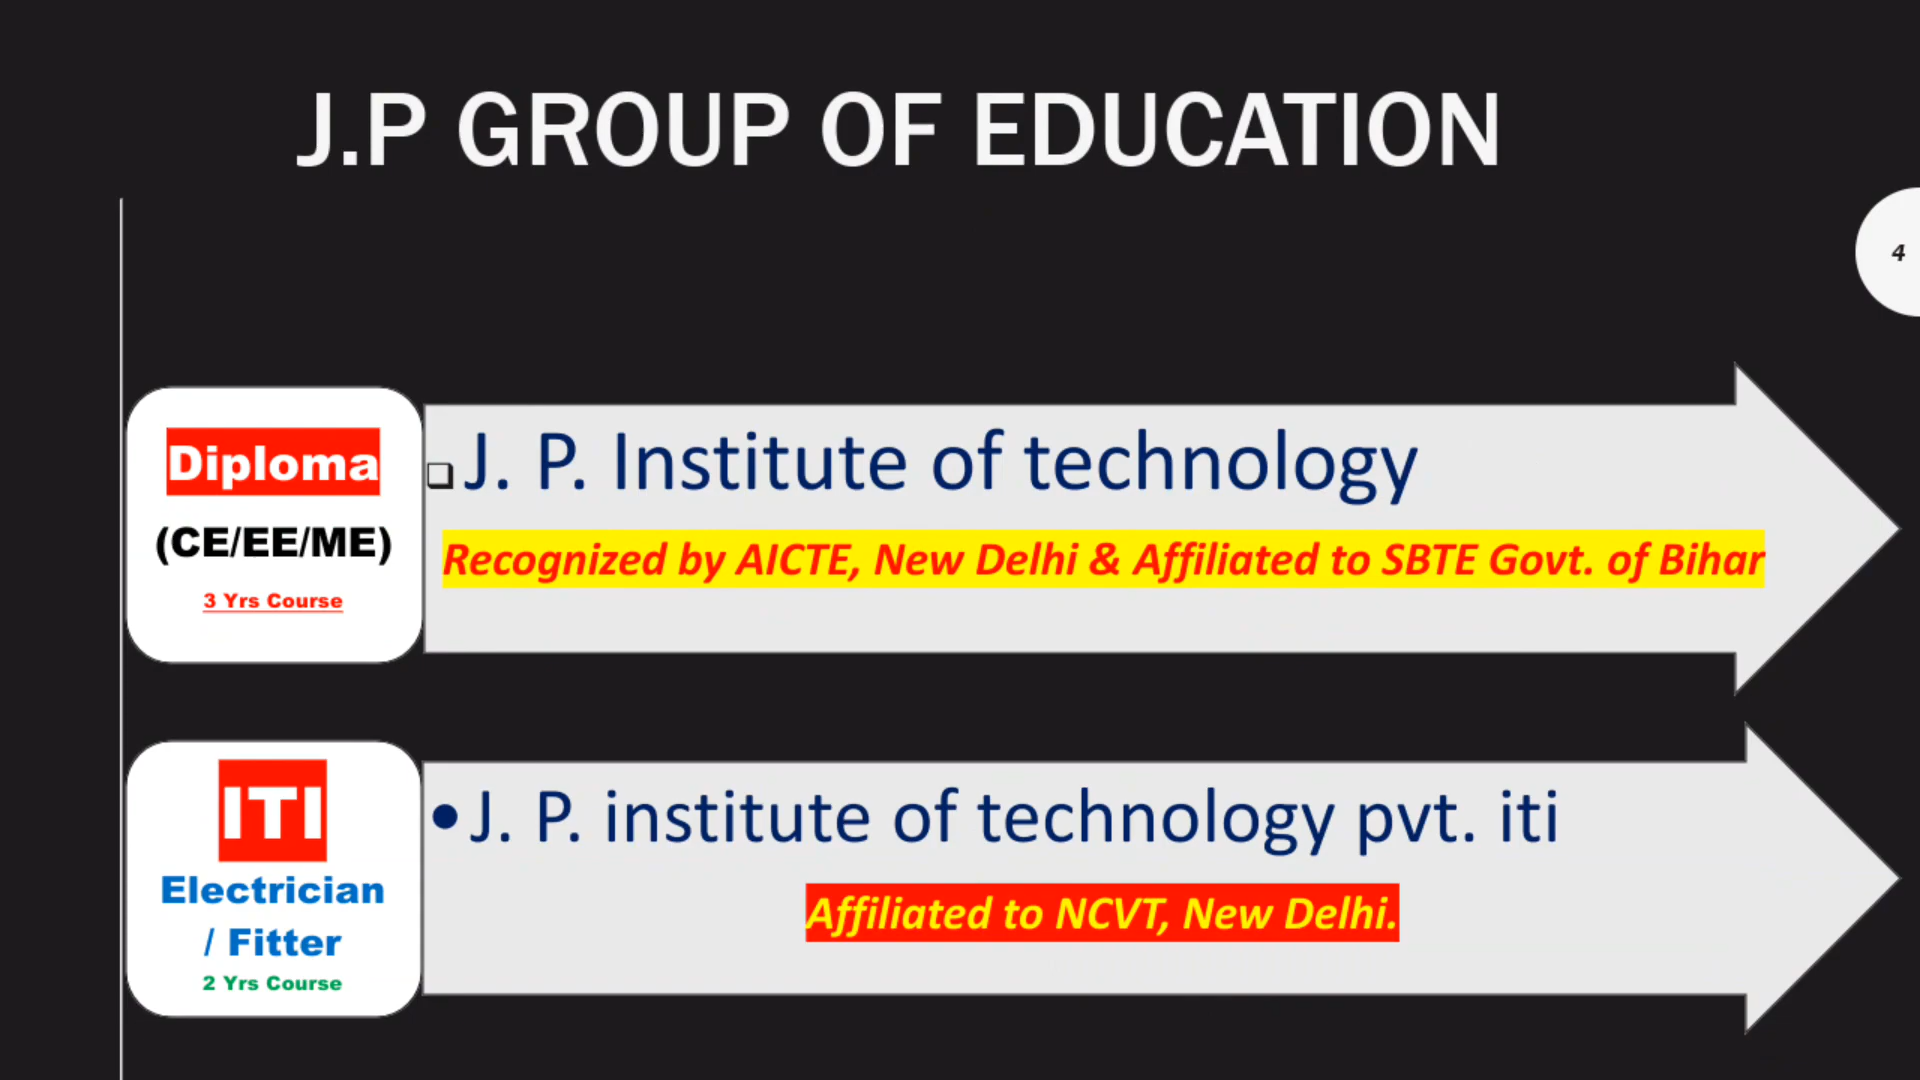 J.P GROUP OF EDUCATION
4
Diploma
(CE/EE/ME)
3 Yrs Course
J. P. Institute of technology
Recognized by AICTE, New Delhi & Affiliated to SBTE Govt. of Bihar
ITI
Electrician
/ Fitter
2 Yrs Course
J. P. institute of technology pvt. iti
Affiliated to NCVT, New Delhi.